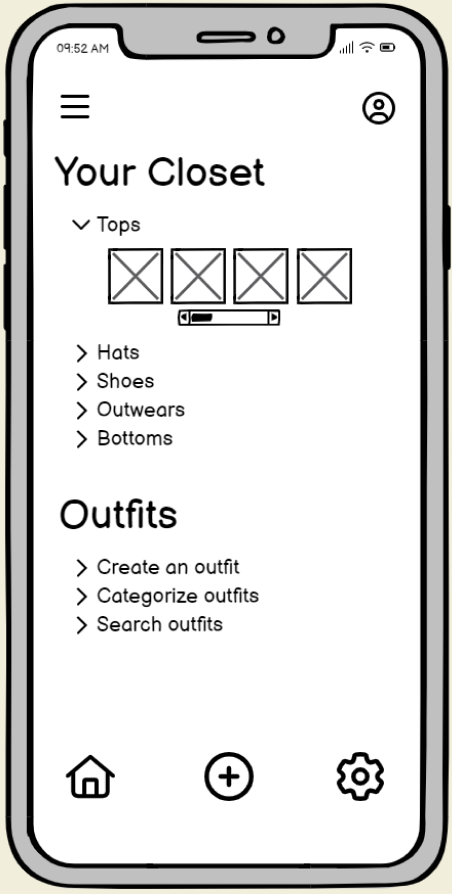 09:52 AM
Your Closet
Tops
Hats
Shoes
Outwears
Bottoms
Outfits
Create an outfit
Categorize outfits
Search outfits